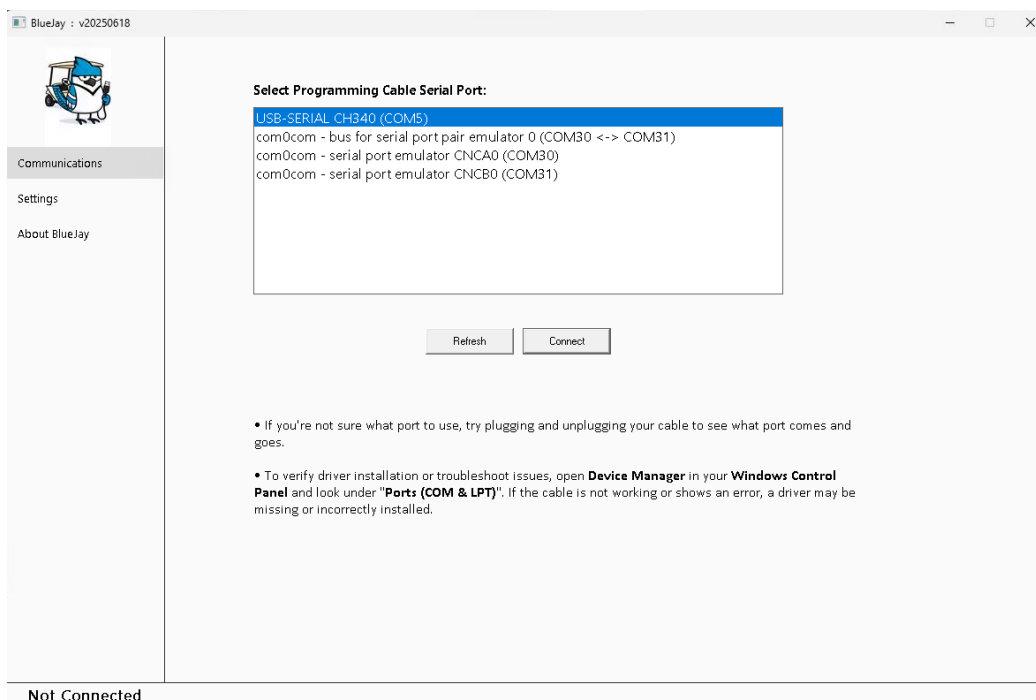 BlueJay : v20250618
Communications
Settings
About BlueJay
Select Programming Cable Serial Port:
USB-SERIAL CH340 (COM5)
com0com - bus for serial port pair emulator 0 (COM30 <-> COM31)
com0com - serial port emulator CNCA0 (COM30)
com0com - serial port emulator CNCB0 (COM31)
Refresh
Connect
• If you're not sure what port to use, try plugging and unplugging your cable to see what port comes and
goes.
• To verify driver installation or troubleshoot issues, open Device Manager in your Windows Control
Panel and look under "Ports (COM & LPT)". If the cable is not working or shows an error, a driver may be
missing or incorrectly installed.
Not Connected